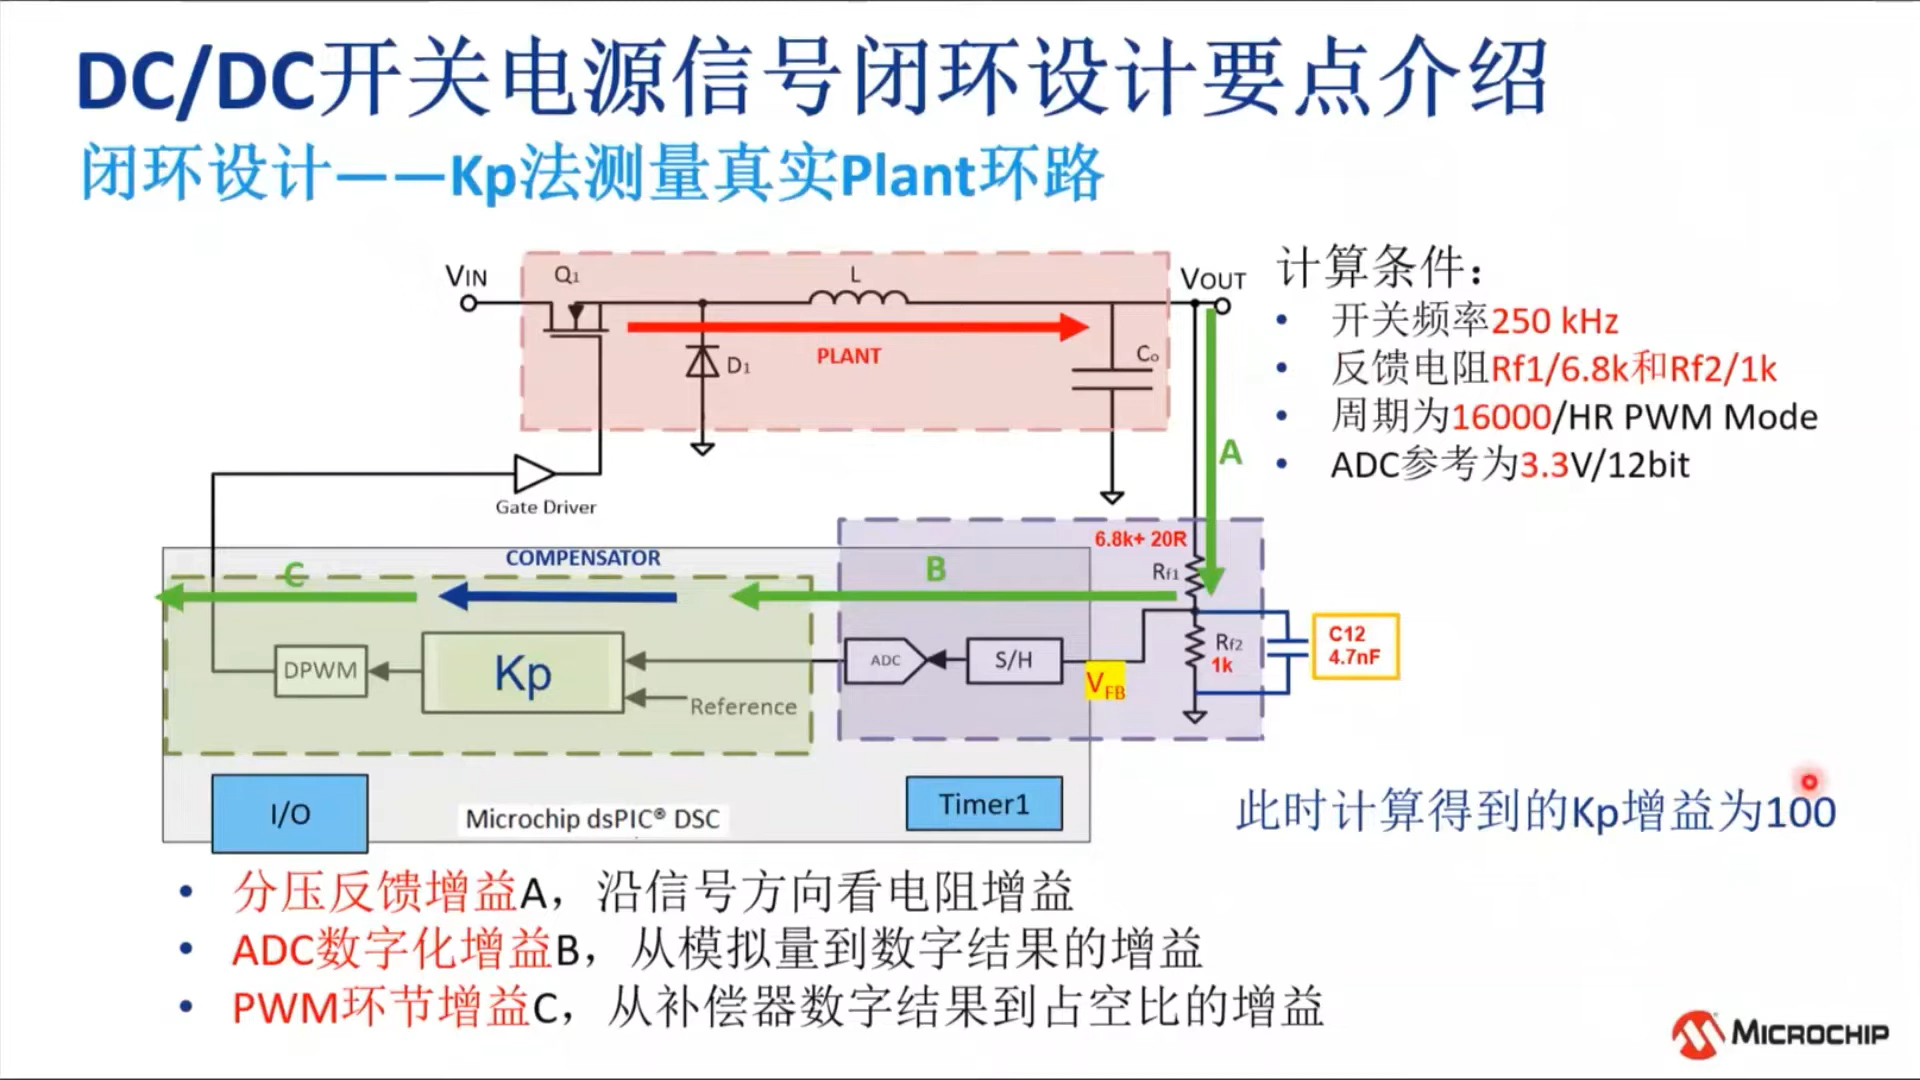 DC/DC开关电源信号闭环设计要点介绍
闭环设计——Kp法测量真实Plant环路
VIN
Q1
L
VOUT
PLANT
D1
Co
Gate Driver
计算条件：
• 开关频率250 kHz
• 反馈电阻Rf1/6.8k和Rf2/1k
• 周期为16000/HR PWM Mode
• ADC参考为3.3V/12bit
A
COMPENSATOR
C
B
6.8k+ 20R
Rf1
DPWM
Kp
Reference
ADC
S/H
VFB
Rf2
1k
C12
4.7nF
I/O
Microchip dsPIC® DSC
Timer1
此时计算得到的Kp增益为100
• 分压反馈增益A，沿信号方向看电阻增益
• ADC数字化增益B，从模拟量到数字结果的增益
• PWM环节增益C，从补偿器数字结果到占空比的增益
MICROCHIP